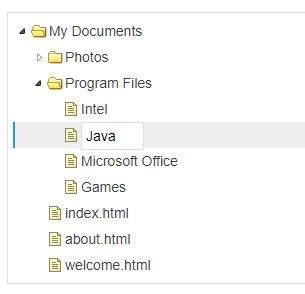 My Documents
Photos
Program Files
Intel
Java
Microsoft Office
Games
index.html
about.html
welcome.html